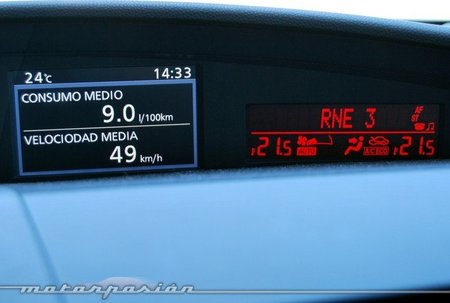 24°C 14:33
CONSUMO MEDIO
9.0 l/100km
VELOCIDAD MEDIA
49 km/h
RNE 3
AF
ST
21.5 AUTO A/C ECO 21.5
motorpasión